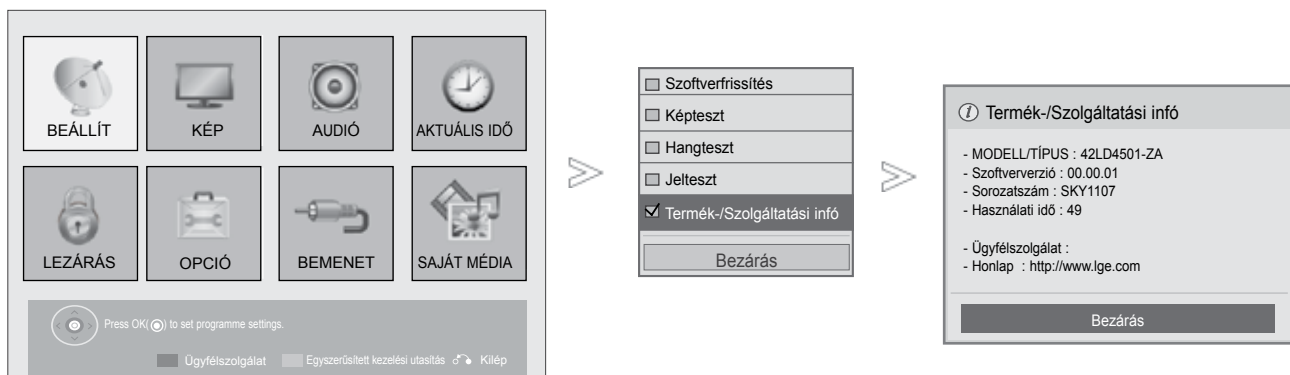 BEÁLLÍT
KÉP
AUDIÓ
AKTUÁLIS IDŐ
LEZÁRÁS
OPCIÓ
BEMENET
SAJÁT MÉDIA
Press OK(◉) to set programme settings.
Ügyfélszolgálat Egyszerűsített kezelési utasítás Kilép
Szoftverfrissítés
Képteszt
Hangteszt
Jelteszt
Termék-/Szolgáltatási infó
Bezárás
i Termék-/Szolgáltatási infó
- MODELL/TÍPUS : 42LD4501-ZA
- Szoftververzió : 00.00.01
- Sorozatszám : SKY1107
- Használati idő : 49
- Ügyfélszolgálat :
- Honlap : http://www.lge.com
Bezárás